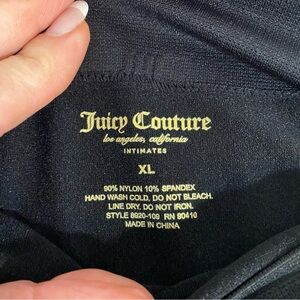 Juicy Couture
los angeles, california
INTIMATES
XL
90% NYLON 10% SPANDEX
HAND WASH COLD. DO NOT BLEACH.
LINE DRY. DO NOT IRON.
STYLE 8920-109 RN 80410
MADE IN CHINA